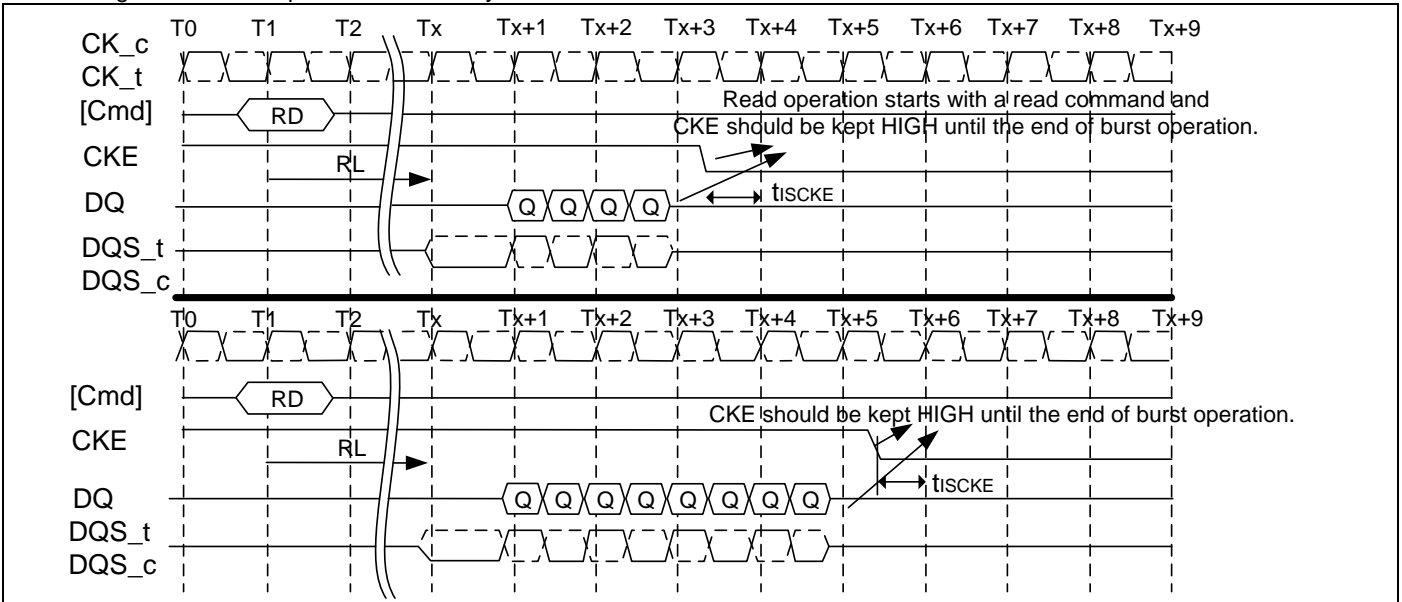 T0 T1 T2 Tx Tx+1 Tx+2 Tx+3 Tx+4 Tx+5 Tx+6 Tx+7 Tx+8 Tx+9
CK_c
CK_t
[Cmd] RD
Read operation starts with a read command and
CKE should be kept HIGH until the end of burst operation.
CKE
RL
tISCKE
DQ Q Q Q Q
DQS_t
DQS_c
T0 T1 T2 Tx Tx+1 Tx+2 Tx+3 Tx+4 Tx+5 Tx+6 Tx+7 Tx+8 Tx+9
[Cmd] RD
CKE should be kept HIGH until the end of burst operation.
CKE
RL
tISCKE
DQ Q Q Q Q Q Q Q Q
DQS_t
DQS_c